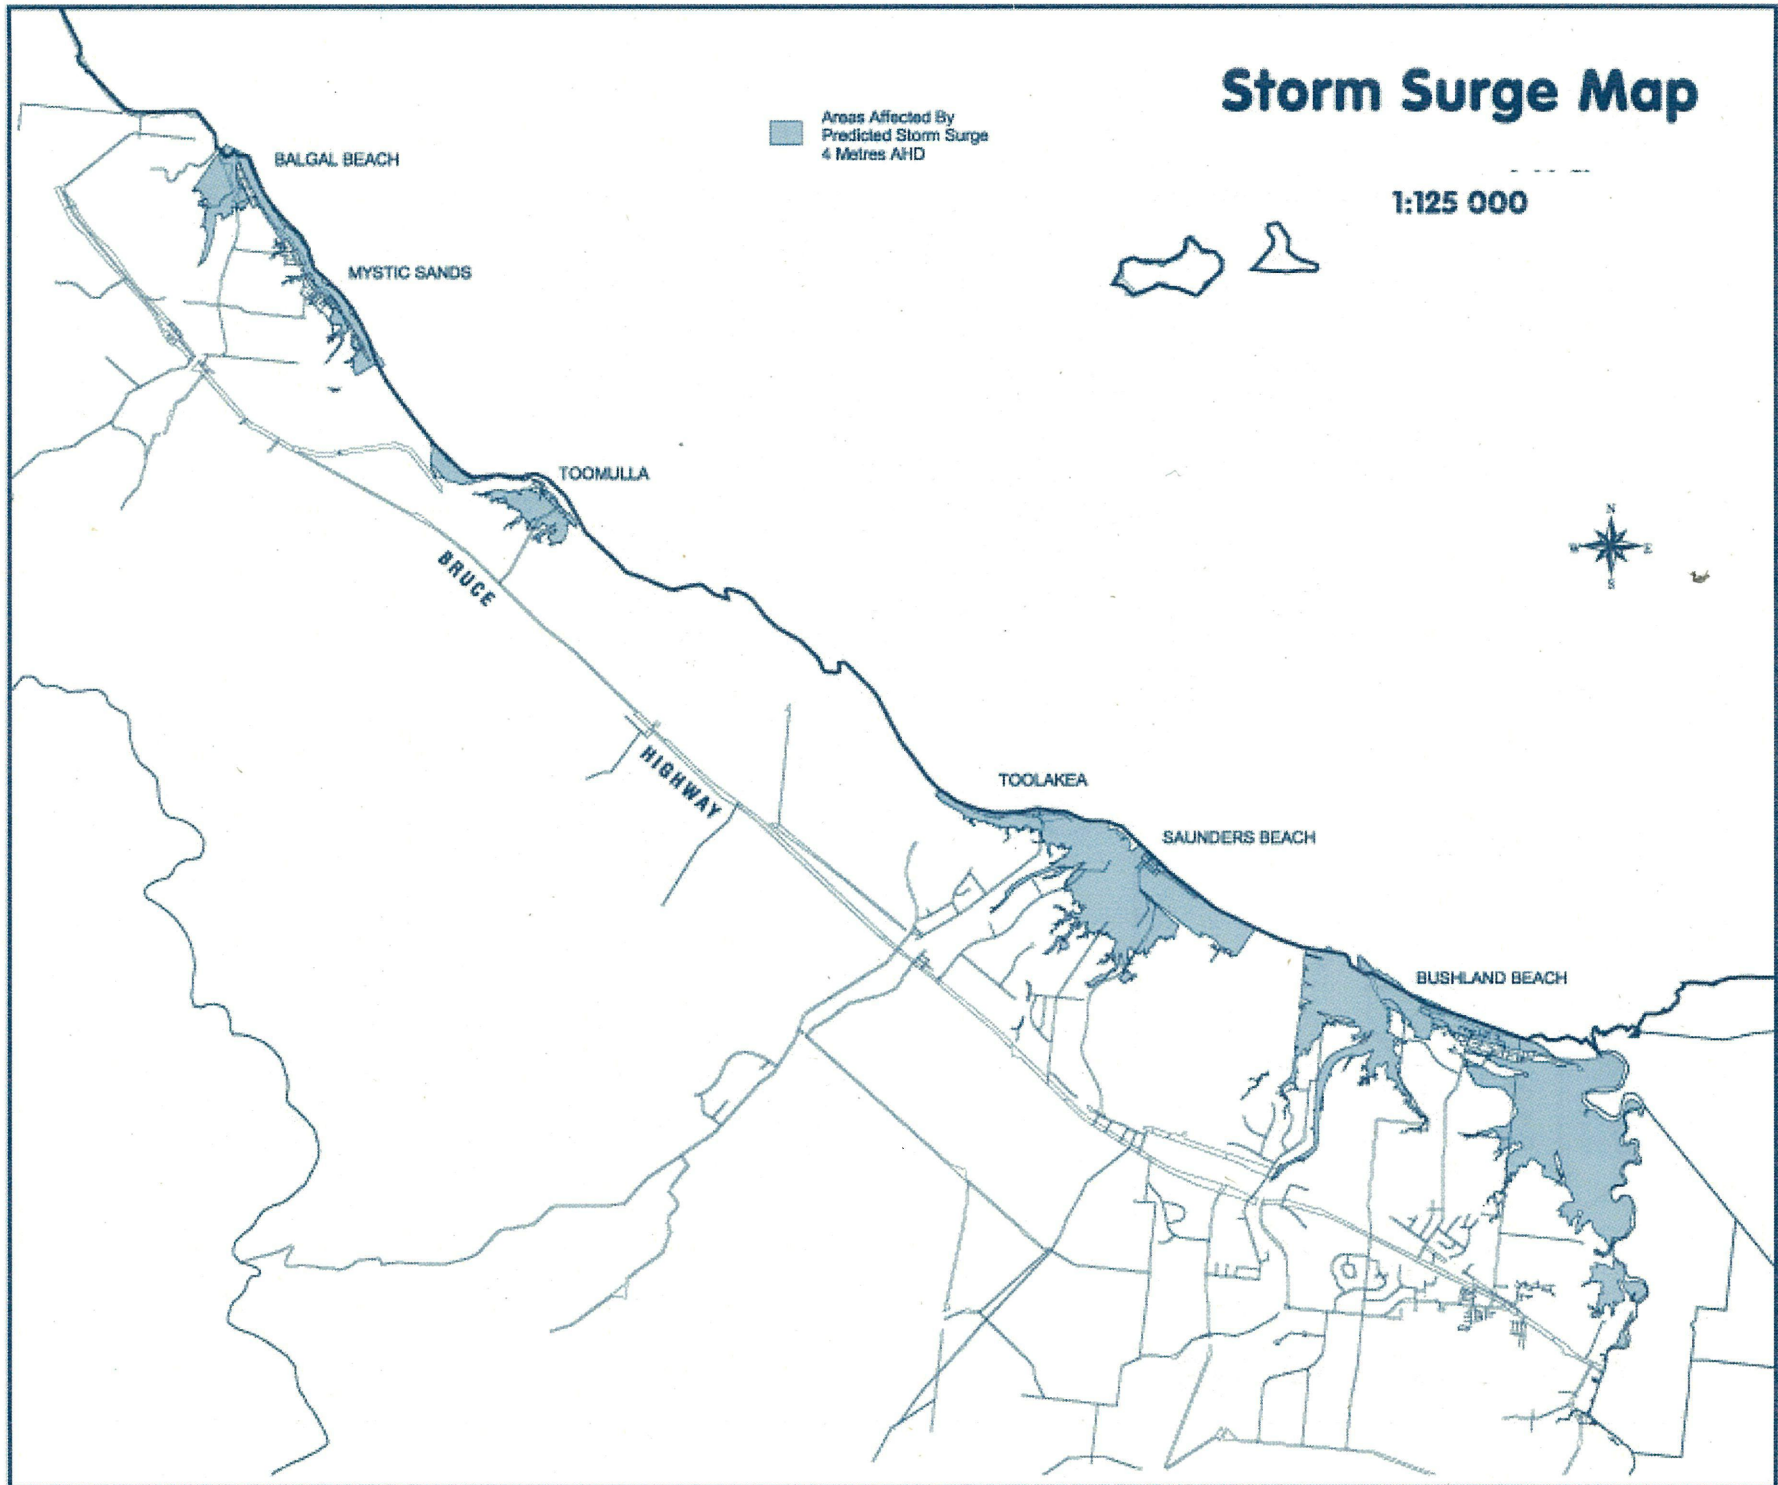 Storm Surge Map
Areas Affected By
Predicted Storm Surge
4 Metres AHD
1:125 000
BALGAL BEACH
MYSTIC SANDS
TOOMULLA
N
W E
S
BRUCE
HIGHWAY
TOOLAKEA
SAUNDERS BEACH
BUSHLAND BEACH